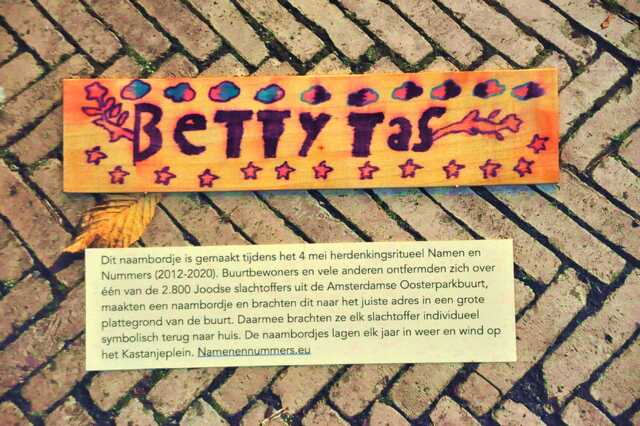 BeTTy Tas
Dit naambordje is gemaakt tijdens het 4 mei herdenkingsritueel Namen en
Nummers (2012-2020). Buurtbewoners en vele anderen ontfermden zich over
één van de 2.800 Joodse slachtoffers uit de Amsterdamse Oosterparkbuurt,
maakten een naambordje en brachten dit naar het juiste adres in een grote
plattegrond van de buurt. Daarmee brachten ze elk slachtoffer individueel
symbolisch terug naar huis. De naambordjes lagen elk jaar in weer en wind op
het Kastanjeplein. Namenennummers.eu